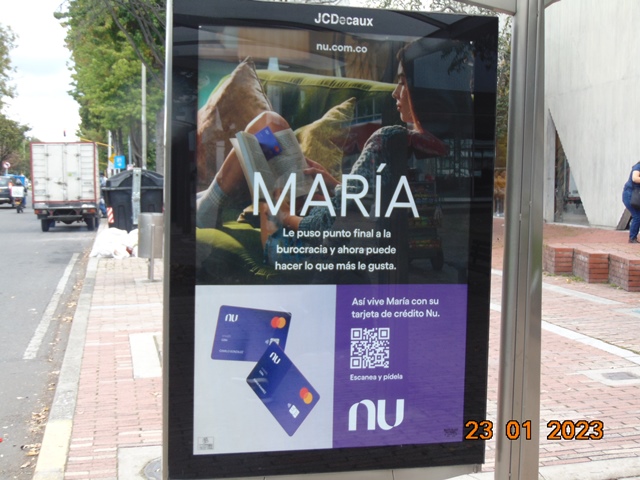 JCDecaux
nu.com.co
MARÍA
Le puso punto final a la
burocracia y ahora puede
hacer lo que más le gusta.
nu
nu
Así vive María con su
tarjeta de crédito Nu.
Escanea y pídela
nu
23 01 2023